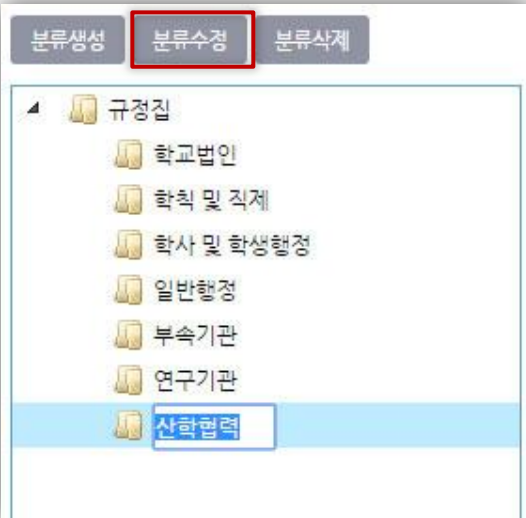 분류생성 분류수정 분류삭제
규정집
학교법인
학칙 및 직제
학사 및 학생행정
일반행정
부속기관
연구기관
산학협력